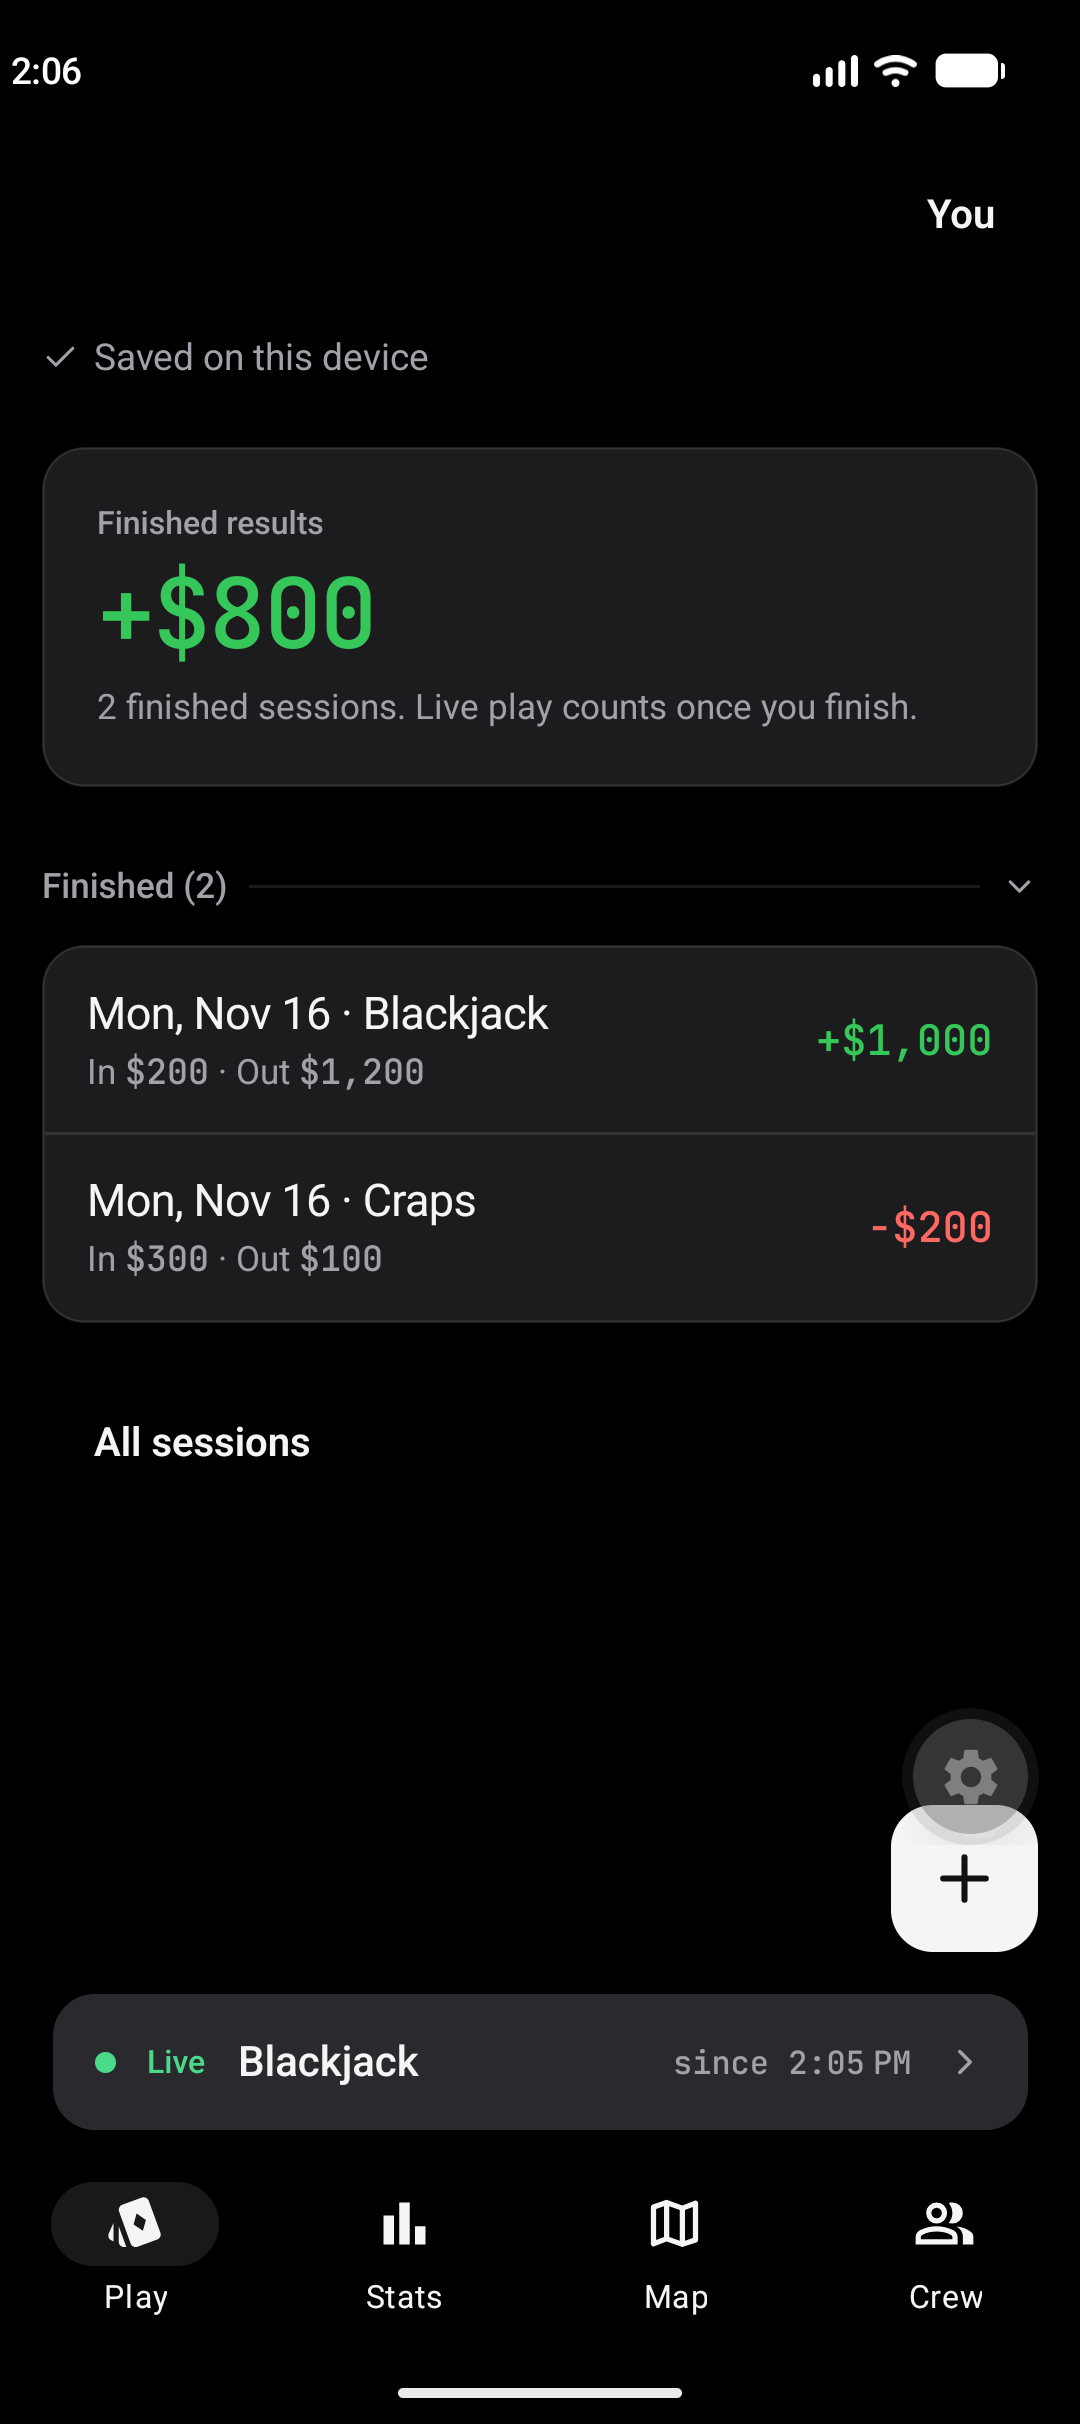 2:06
You
Saved on this device
Finished results
+$800
2 finished sessions. Live play counts once you finish.
Finished (2)
Mon, Nov 16 · Blackjack
In $200 · Out $1,200
+$1,000
Mon, Nov 16 · Craps
In $300 · Out $100
-$200
All sessions
Live Blackjack since 2:05 PM
Play Stats Map Crew